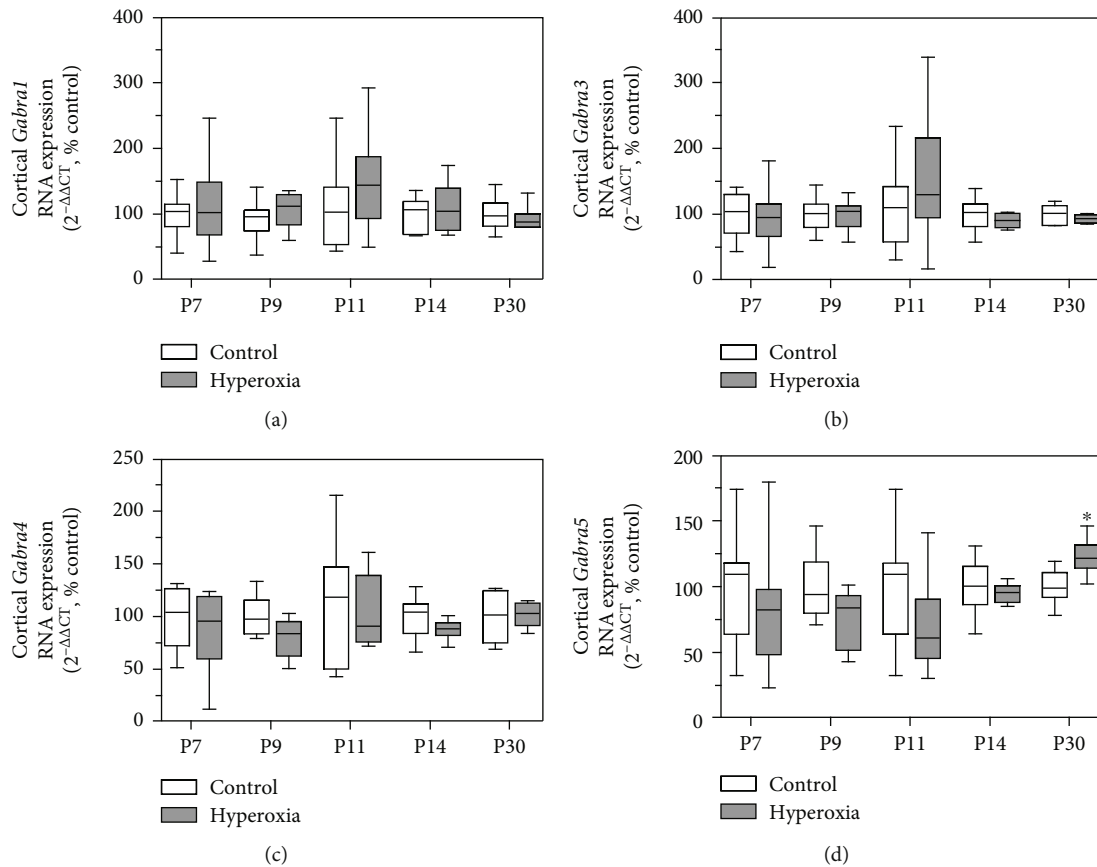 Cortical Gabra1
RNA expression
(2^−ΔΔCT, % control)
400
300
200
100
0
P7 P9 P11 P14 P30
Control
Hyperoxia
(a)
Cortical Gabra3
RNA expression
(2^−ΔΔCT, % control)
400
300
200
100
0
P7 P9 P11 P14 P30
Control
Hyperoxia
(b)
Cortical Gabra4
RNA expression
(2^−ΔΔCT, % control)
250
200
150
100
50
0
P7 P9 P11 P14 P30
Control
Hyperoxia
(c)
Cortical Gabra5
RNA expression
(2^−ΔΔCT, % control)
200
150
100
50
0
*
P7 P9 P11 P14 P30
Control
Hyperoxia
(d)